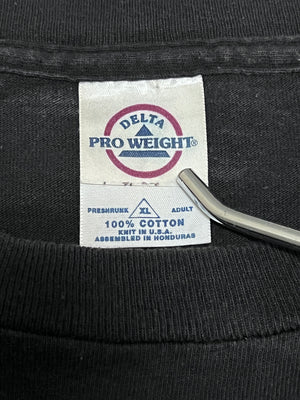 DELTA
PRO WEIGHT®
PRESHRUNK XL ADULT
100% COTTON
KNIT IN U.S.A.
ASSEMBLED IN HONDURAS